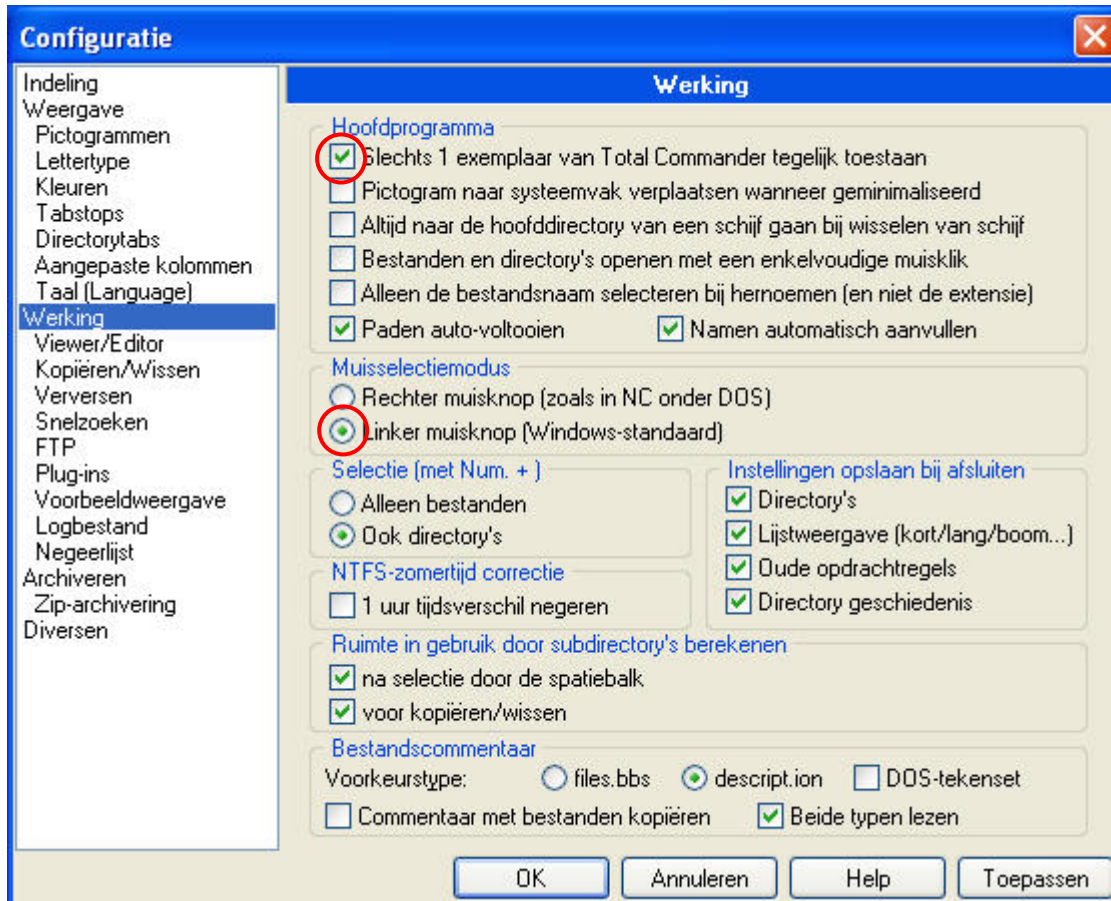 Configuratie
Indeling
Weergave
Pictogrammen
Lettertype
Kleuren
Tabstops
Directorytabs
Aangepaste kolommen
Taal (Language)
Werking
Viewer/Editor
Kopiëren/Wissen
Verversen
Snelzoeken
FTP
Plug-ins
Voorbeeldweergave
Logbestand
Negeerlijst
Archiveren
Zip-archivering
Diversen
Werking
Hoofdprogramma
Slechts 1 exemplaar van Total Commander tegelijk toestaan
Pictogram naar systeemvak verplaatsen wanneer geminimaliseerd
Altijd naar de hoofddirectory van een schijf gaan bij wisselen van schijf
Bestanden en directory's openen met een enkelvoudige muisklik
Alleen de bestandsnaam selecteren bij hernoemen (en niet de extensie)
Paden auto-voltooien Namen automatisch aanvullen
Muisselectiemodus
Rechter muisknop (zoals in NC onder DOS)
Linker muisknop (Windows-standaard)
Selectie (met Num. + )
Alleen bestanden
Ook directory's
NTFS-zomertijd correctie
1 uur tijdsverschil negeren
Instellingen opslaan bij afsluiten
Directory's
Lijstweergave (kort/lang/boom...)
Oude opdrachtregels
Directory geschiedenis
Ruimte in gebruik door subdirectory's berekenen
na selectie door de spatiebalk
voor kopiëren/wissen
Bestandscommentaar
Voorkeurstype: files.bbs descript.ion DOS-tekenset
Commentaar met bestanden kopiëren Beide typen lezen
OK Annuleren Help Toepassen